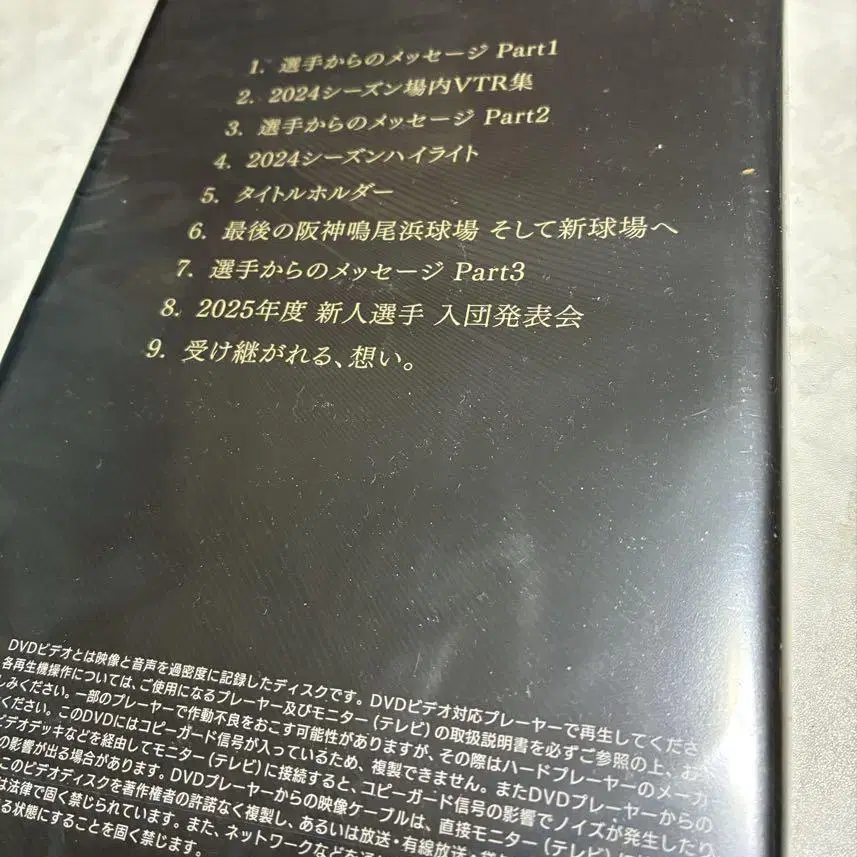 1. 選手からのメッセージ Part1
2. 2024シーズン場内VTR集
3. 選手からのメッセージ Part2
4. 2024シーズンハイライト
5. タイトルホルダー
6. 最後の阪神鳴尾浜球場 そして新球場へ
7. 選手からのメッセージ Part3
8. 2025年度 新人選手 入団発表会
9. 受け継がれる、想い。
DVDビデオとは映像と音声を過密度に記録したディスクです。DVDビデオ対応プレーヤーで再生してくださ
各再生機操作については、ご使用になるプレーヤー及びモニター(テレビ)の取扱説明書を必ずご参照の上、お
しみください。一部のプレーヤーで作動不良をおこす可能性がありますが、その際はハードプレーヤーのメーカ
ください。このDVDにはコピーガード信号が入っているため、複製できません。またDVDプレーヤーからの
ビデオデッキなどを経由してモニター(テレビ)に接続すると、コピーガード信号の影響でノイズが発生したり
の影響が出る場合があります。DVDプレーヤーからの映像ケーブルは、直接モニター(テレビ)に
このビデオディスクを著作権者の許諾なく複製し、あるいは放送・有線放送・
は法律で固く禁じられています。また、ネットワークなどを
る状態にすることを固く禁じます。